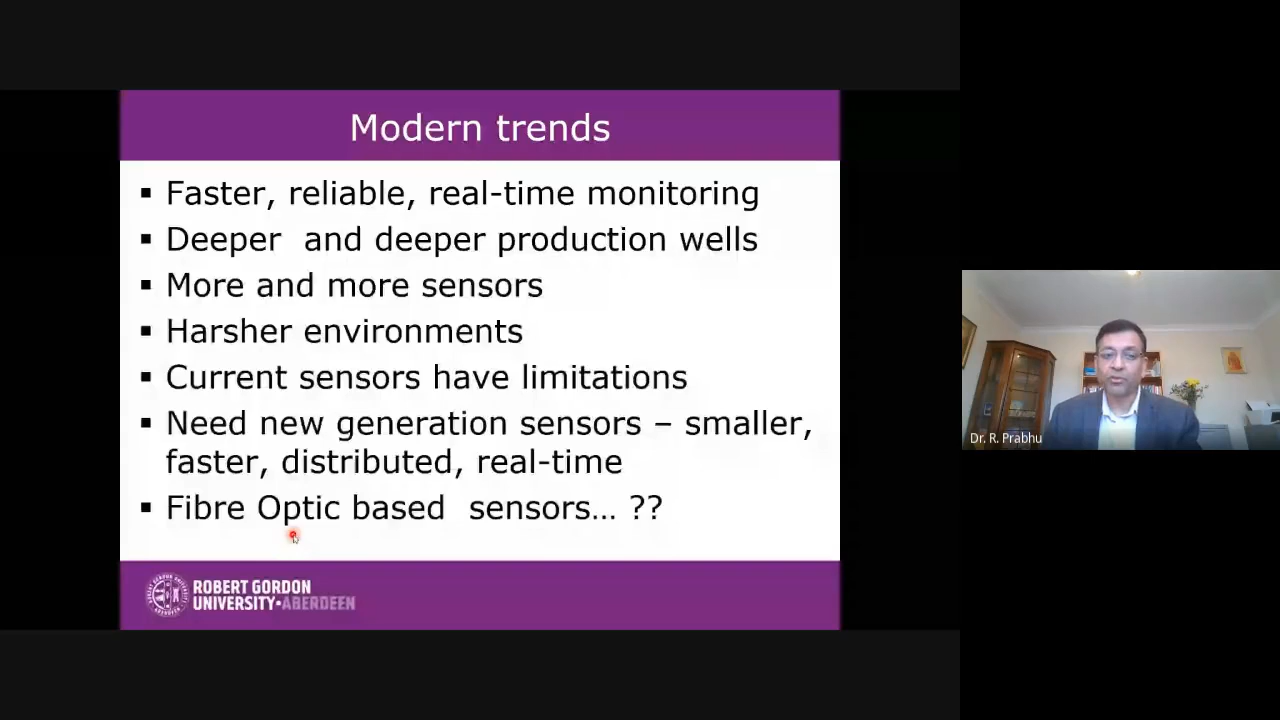 Modern trends
▪ Faster, reliable, real-time monitoring
▪ Deeper  and deeper production wells
▪ More and more sensors
▪ Harsher environments
▪ Current sensors have limitations
▪ Need new generation sensors – smaller,
faster, distributed, real-time
▪ Fibre Optic based  sensors… ??
ROBERT GORDON
UNIVERSITY•ABERDEEN
Dr. R. Prabhu